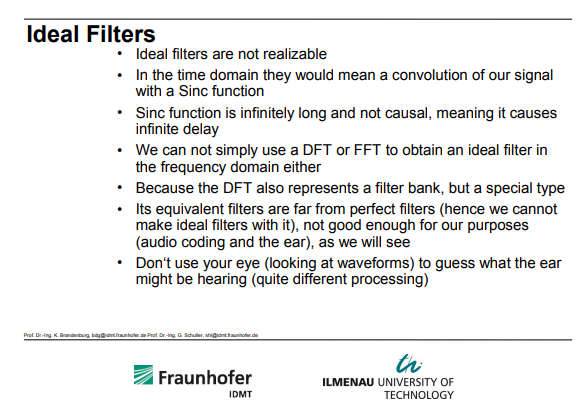 Ideal Filters
• Ideal filters are not realizable
• In the time domain they would mean a convolution of our signal
with a Sinc function
• Sinc function is infinitely long and not causal, meaning it causes
infinite delay
• We can not simply use a DFT or FFT to obtain an ideal filter in
the frequency domain either
• Because the DFT also represents a filter bank, but a special type
• Its equivalent filters are far from perfect filters (hence we cannot
make ideal filters with it), not good enough for our purposes
(audio coding and the ear), as we will see
• Don't use your eye (looking at waveforms) to guess what the ear
might be hearing (quite different processing)
Prof. Dr.-Ing. K. Brandenburg, bdg@idmt.fraunhofer.de Prof. Dr.-Ing. G. Schuller, shl@idmt.fraunhofer.de
Fraunhofer
IDMT
th
ILMENAU UNIVERSITY OF
TECHNOLOGY